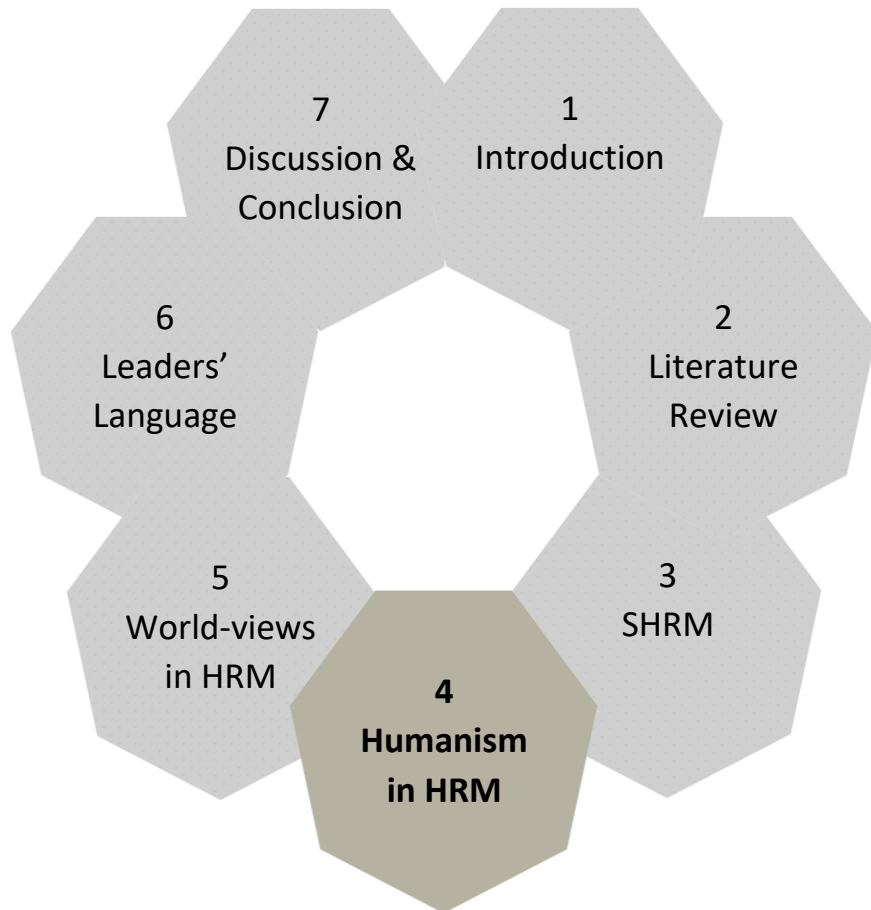 1
Introduction
2
Literature
Review
3
SHRM
4
Humanism
in HRM
5
World-views
in HRM
6
Leaders’
Language
7
Discussion &
Conclusion